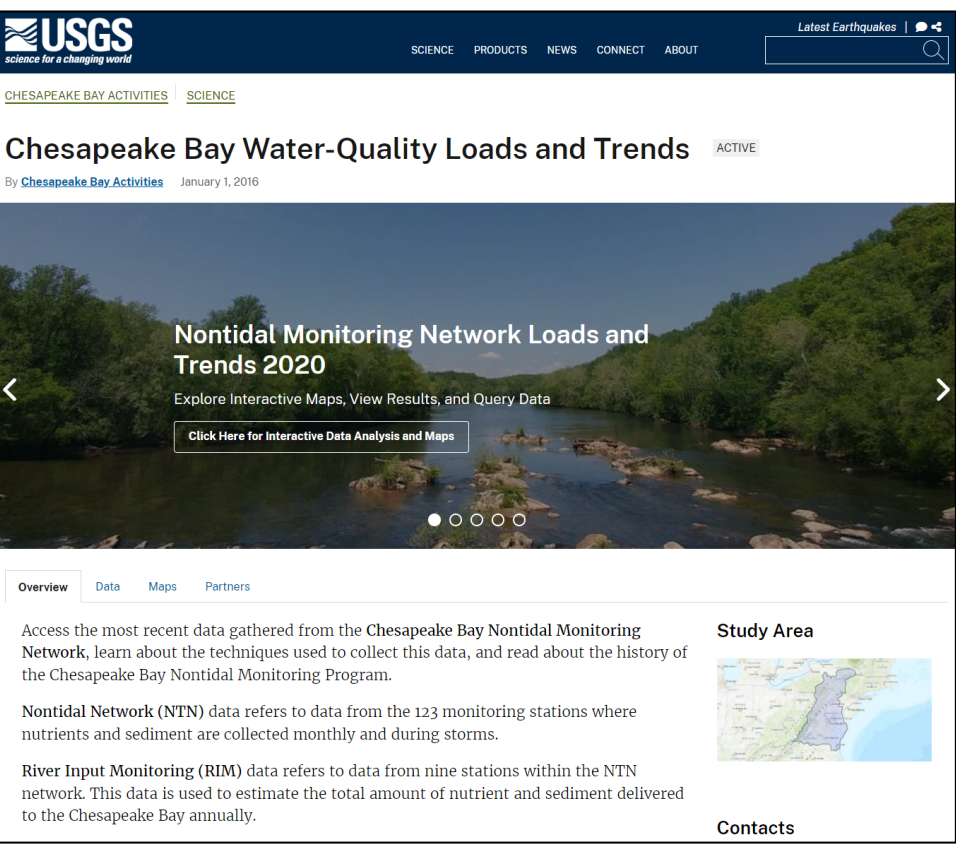 USGS
science for a changing world
Latest Earthquakes |
SCIENCE PRODUCTS NEWS CONNECT ABOUT
CHESAPEAKE BAY ACTIVITIES SCIENCE
Chesapeake Bay Water-Quality Loads and Trends ACTIVE
By Chesapeake Bay Activities January 1, 2016
Nontidal Monitoring Network Loads and
Trends 2020
Explore Interactive Maps, View Results, and Query Data
Click Here for Interactive Data Analysis and Maps
Overview Data Maps Partners
Access the most recent data gathered from the Chesapeake Bay Nontidal Monitoring
Network, learn about the techniques used to collect this data, and read about the history of
the Chesapeake Bay Nontidal Monitoring Program.
Nontidal Network (NTN) data refers to data from the 123 monitoring stations where
nutrients and sediment are collected monthly and during storms.
River Input Monitoring (RIM) data refers to data from nine stations within the NTN
network. This data is used to estimate the total amount of nutrient and sediment delivered
to the Chesapeake Bay annually.
Study Area
Contacts